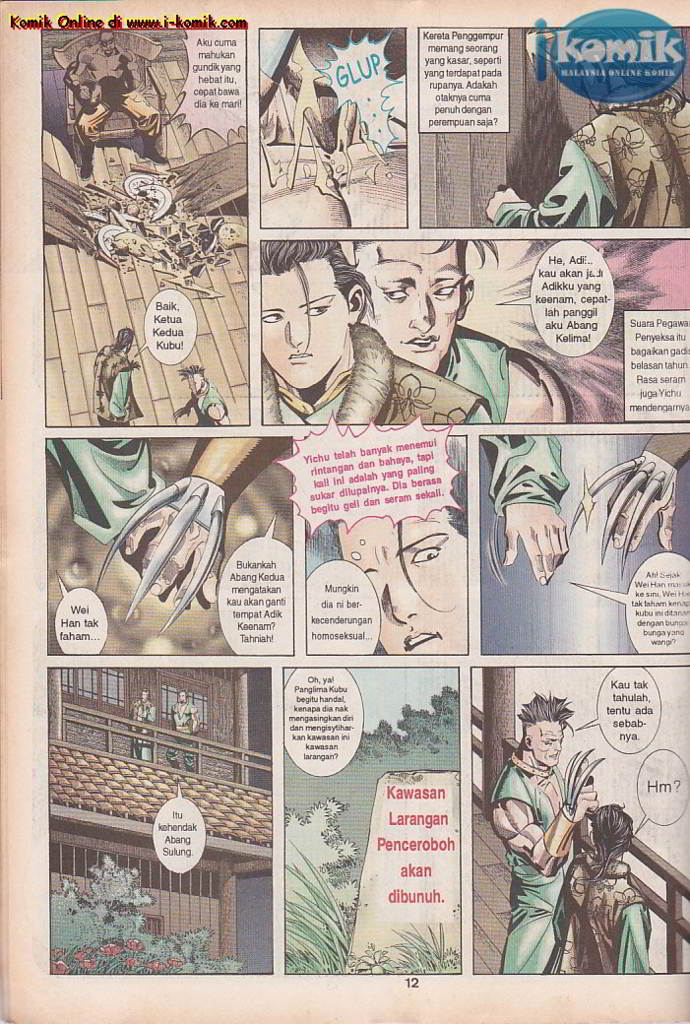 Komik Online di www.i-komik.com
ikomik
MALAYSIA ONLINE KOMIK
Aku cuma
mahukan
gundik yang
hebat itu,
cepat bawa
dia ke mari!
GLUP
Kereta Penggempur
memang seorang
yang kasar, seperti
yang terdapat pada
rupanya. Adakah
otaknya cuma
penuh dengan
perempuan saja?
Baik,
Ketua
Kedua
Kubu!
He, Adi...
kau akan jadi
Adikku yang
keenam, cepat-
lah panggil
aku Abang
Kelima!
Suara Pegawai
Penyeksa itu
bagaikan gadis
belasan tahun.
Rasa seram
juga Yichu
mendengarnya.
Wei
Han tak
faham...
Bukankah
Abang Kedua
mengatakan
kau akan ganti
tempat Adik
Keenam?
Tahniah!
Yichu telah banyak menemui
rintangan dan bahaya, tapi
kali ini adalah yang paling
sukar dilupainya. Dia berasa
begitu geli dan seram sekali.
Mungkin
dia ni ber-
kecenderungan
homoseksual...
Ah! Sejak
Wei Han masuk
ke sini, Wei Han
tak faham kenapa
kubu ini ditanam
dengan bunga-
bunga yang
wangi?
Itu
kehendak
Abang
Sulung.
Oh, ya!
Panglima Kubu
begitu handal,
kenapa dia nak
mengasingkan diri
dan mengisytihar-
kan kawasan ini
kawasan
larangan?
Kawasan
Larangan
Penceroboh
akan
dibunuh.
Kau tak
tahulah,
tentu ada
sebab-
nya.
Hm?
12